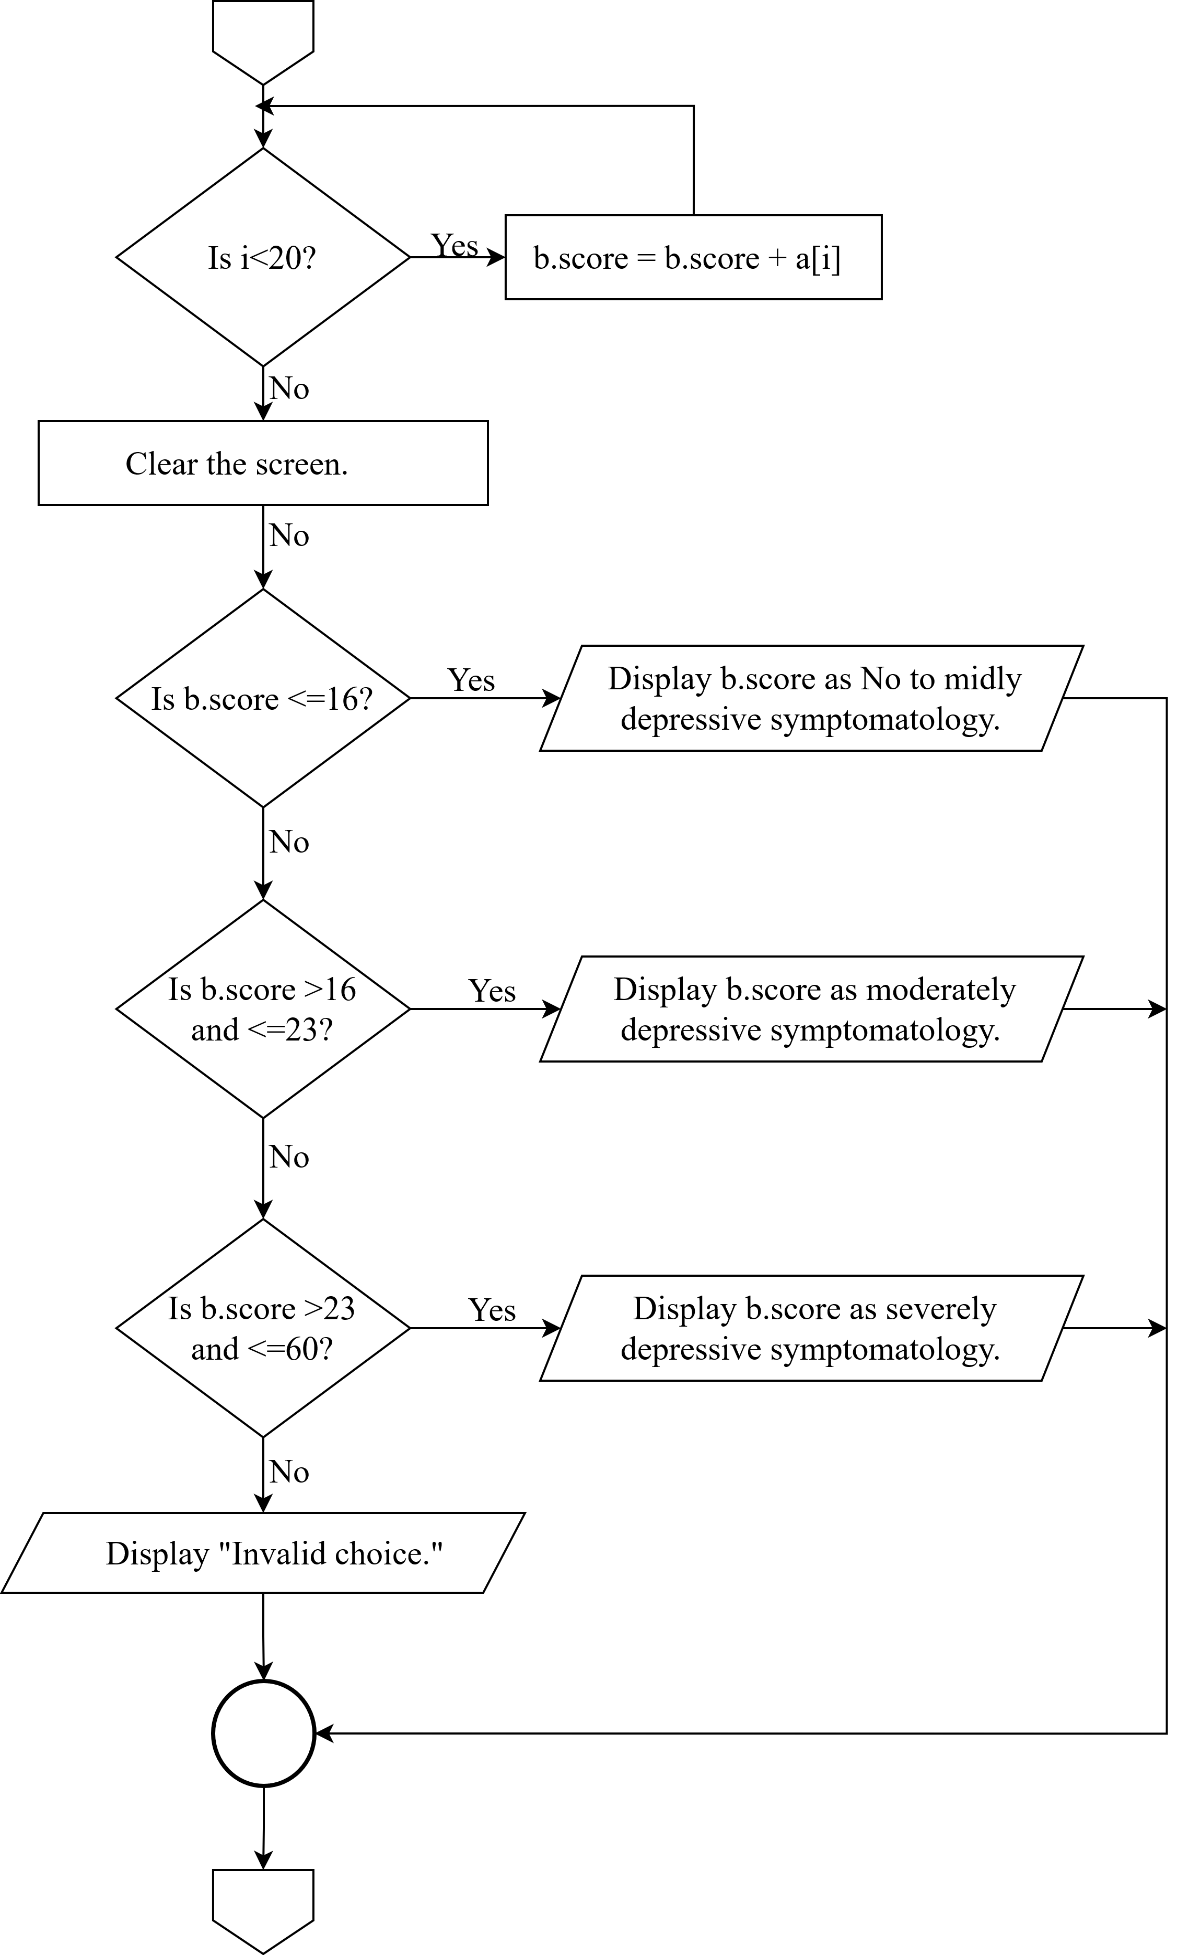 Is i<20?
Yes
b.score = b.score + a[i]
No
Clear the screen.
No
Is b.score <=16?
Yes
Display b.score as No to midly
depressive symptomatology.
No
Is b.score >16
and <=23?
Yes
Display b.score as moderately
depressive symptomatology.
No
Is b.score >23
and <=60?
Yes
Display b.score as severely
depressive symptomatology.
No
Display "Invalid choice."